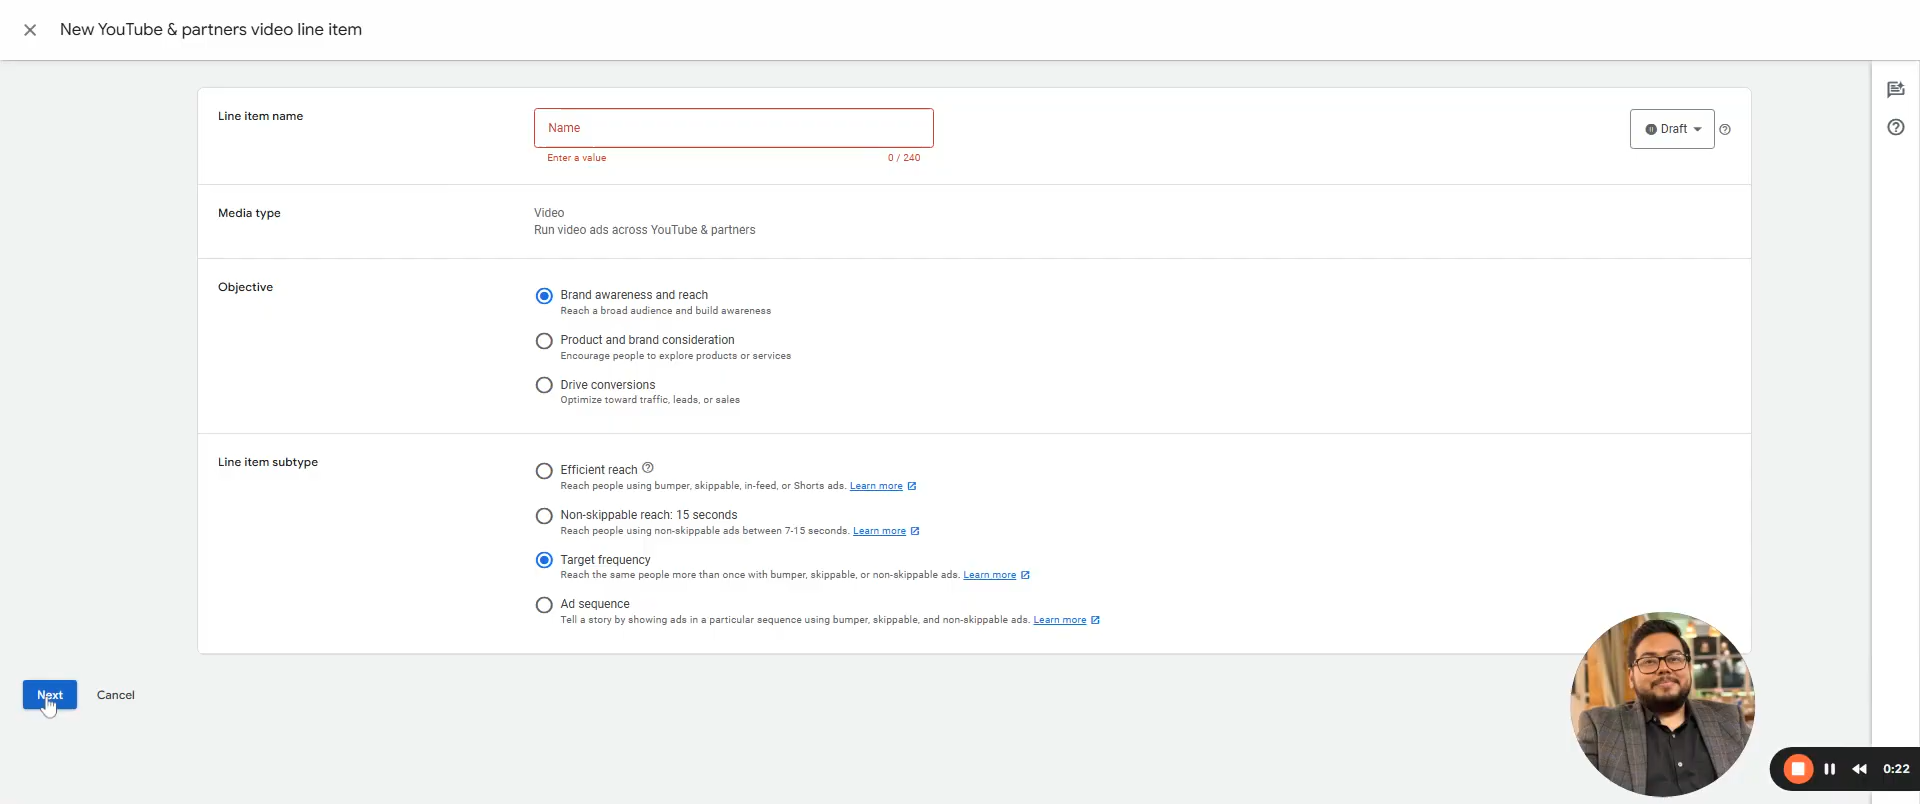 New YouTube & partners video line item
Line item name
Name
Enter a value
0 / 240
Draft
Media type
Video
Run video ads across YouTube & partners
Objective
Brand awareness and reach
Reach a broad audience and build awareness
Product and brand consideration
Encourage people to explore products or services
Drive conversions
Optimize toward traffic, leads, or sales
Line item subtype
Efficient reach
Reach people using bumper, skippable, in-feed, or Shorts ads. Learn more
Non-skippable reach: 15 seconds
Reach people using non-skippable ads between 7-15 seconds. Learn more
Target frequency
Reach the same people more than once with bumper, skippable, or non-skippable ads. Learn more
Ad sequence
Tell a story by showing ads in a particular sequence using bumper, skippable, and non-skippable ads. Learn more
Next
Cancel
0:22